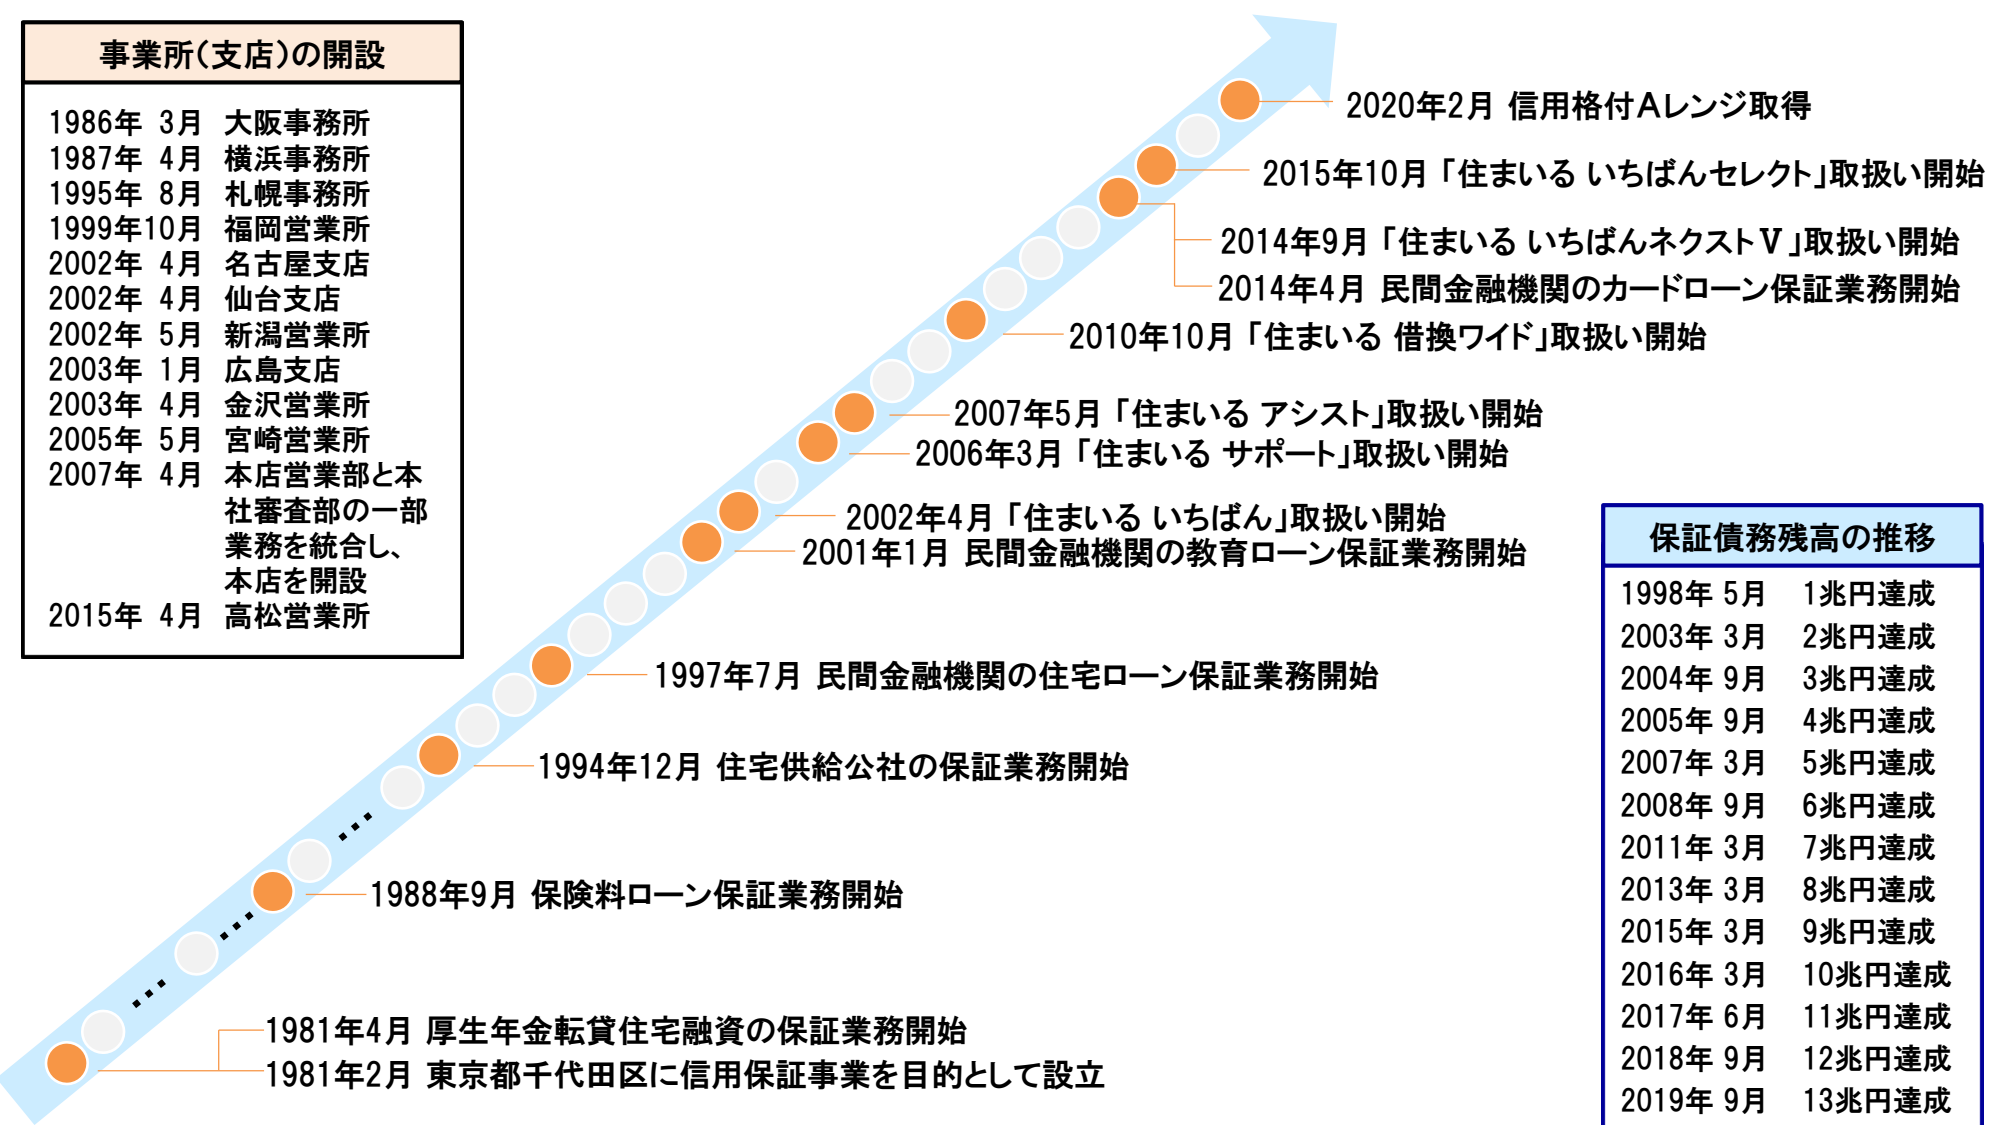 事業所(支店)の開設
1986年 3月 大阪事務所
1987年 4月 横浜事務所
1995年 8月 札幌事務所
1999年10月 福岡営業所
2002年 4月 名古屋支店
2002年 4月 仙台支店
2002年 5月 新潟営業所
2003年 1月 広島支店
2003年 4月 金沢営業所
2005年 5月 宮崎営業所
2007年 4月 本店営業部と本
社審査部の一部
業務を統合し、
本店を開設
2015年 4月 高松営業所
2020年2月 信用格付Aレンジ取得
2015年10月「住まいる いちばんセレクト」取扱い開始
2014年9月「住まいる いちばんネクストV」取扱い開始
2014年4月 民間金融機関のカードローン保証業務開始
2010年10月「住まいる 借換ワイド」取扱い開始
2007年5月「住まいる アシスト」取扱い開始
2006年3月「住まいる サポート」取扱い開始
2002年4月「住まいる いちばん」取扱い開始
2001年1月 民間金融機関の教育ローン保証業務開始
1997年7月 民間金融機関の住宅ローン保証業務開始
1994年12月 住宅供給公社の保証業務開始
1988年9月 保険料ローン保証業務開始
1981年4月 厚生年金転貸住宅融資の保証業務開始
1981年2月 東京都千代田区に信用保証事業を目的として設立
保証債務残高の推移
1998年 5月 1兆円達成
2003年 3月 2兆円達成
2004年 9月 3兆円達成
2005年 9月 4兆円達成
2007年 3月 5兆円達成
2008年 9月 6兆円達成
2011年 3月 7兆円達成
2013年 3月 8兆円達成
2015年 3月 9兆円達成
2016年 3月 10兆円達成
2017年 6月 11兆円達成
2018年 9月 12兆円達成
2019年 9月 13兆円達成